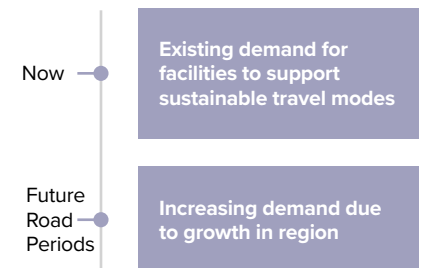 Now
Existing demand for
facilities to support
sustainable travel modes
Future
Road
Periods
Increasing demand due
to growth in region